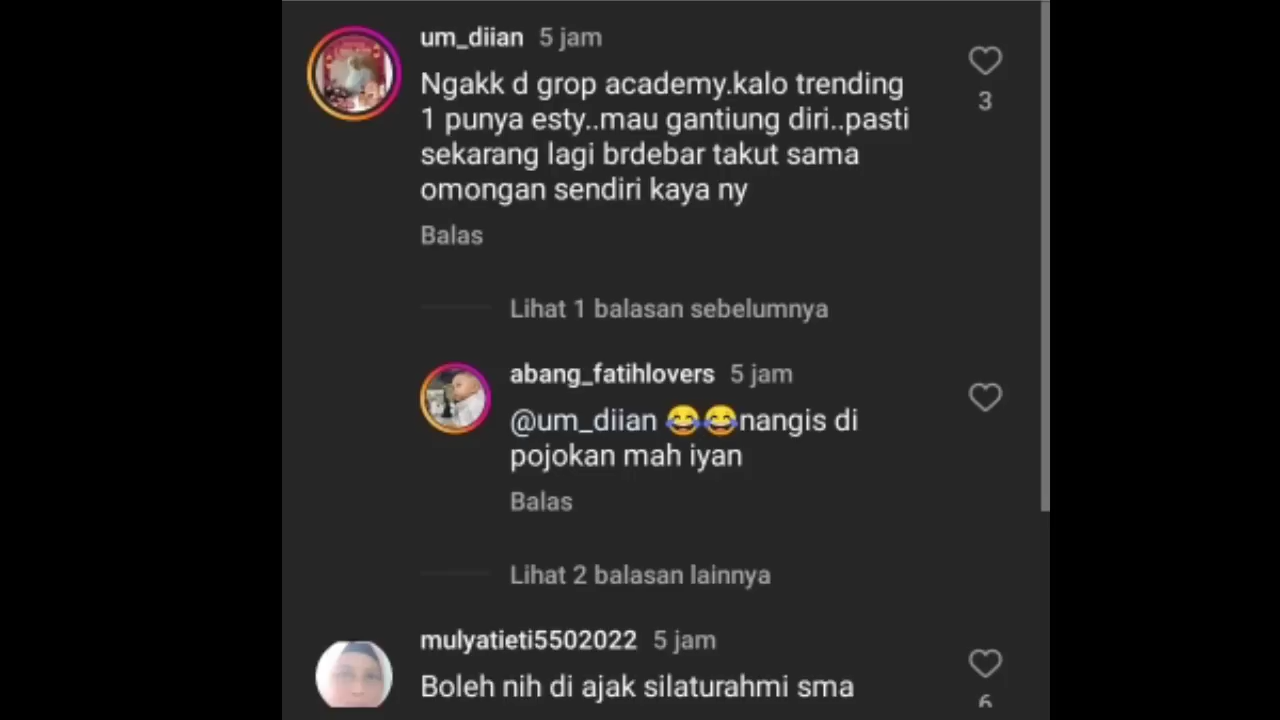 um_diian 5 jam
Ngakk d grop academy.kalo trending
1 punya esty..mau gantiung diri..pasti
sekarang lagi brdebar takut sama
omongan sendiri kaya ny
3
Balas
Lihat 1 balasan sebelumnya
abang_fatihlovers 5 jam
@um_diian 😂😂nangis di
pojokan mah iyan
Balas
Lihat 2 balasan lainnya
mulyatieti5502022 5 jam
Boleh nih di ajak silaturahmi sma
6